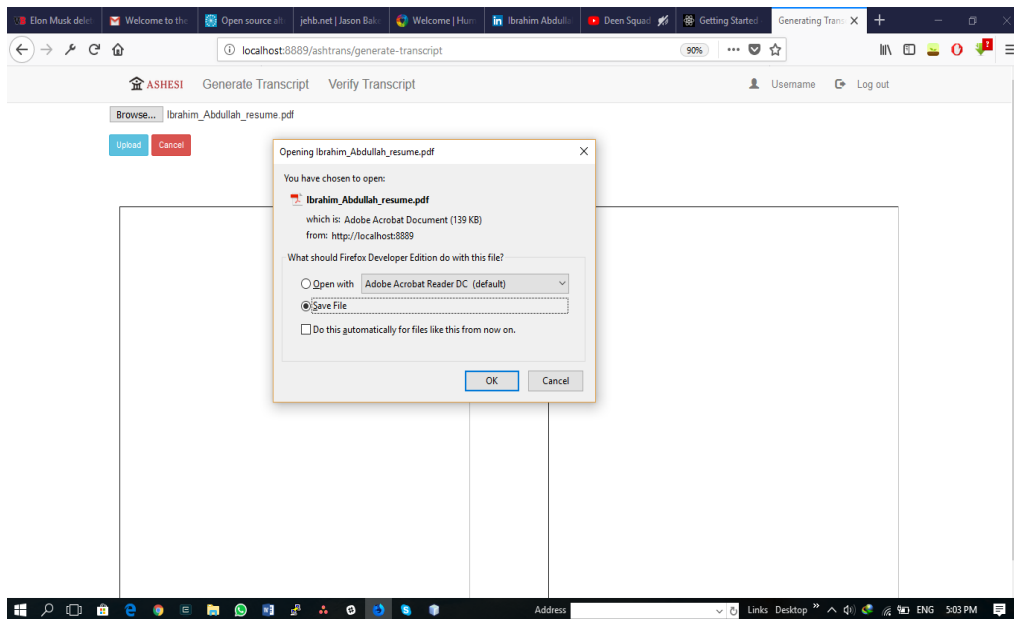 Elon Musk delet
Welcome to the
Open source alt
jehb.net | Jason Bake
Welcome | Hum
Ibrahim Abdulla
Deen Squad
Getting Started
Generating Trans
localhost:8889/ashtrans/generate-transcript
90%
ASHESI Generate Transcript Verify Transcript Username Log out
Browse... Ibrahim_Abdullah_resume.pdf
Upload Cancel
Opening Ibrahim_Abdullah_resume.pdf
You have chosen to open:
Ibrahim_Abdullah_resume.pdf
which is: Adobe Acrobat Document (139 KB)
from: http://localhost:8889
What should Firefox Developer Edition do with this file?
Open with Adobe Acrobat Reader DC (default)
Save File
Do this automatically for files like this from now on.
OK Cancel
Address Links Desktop » ENG 5:03 PM